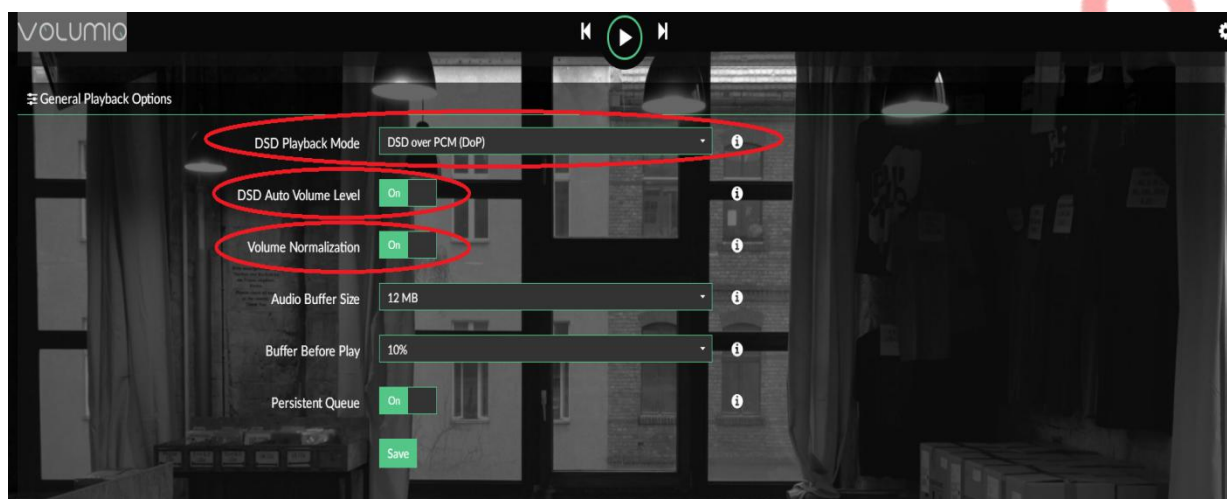 VOLUMIO
General Playback Options
DSD Playback Mode DSD over PCM (DoP)
DSD Auto Volume Level On
Volume Normalization On
Audio Buffer Size 12 MB
Buffer Before Play 10%
Persistent Queue On
Save